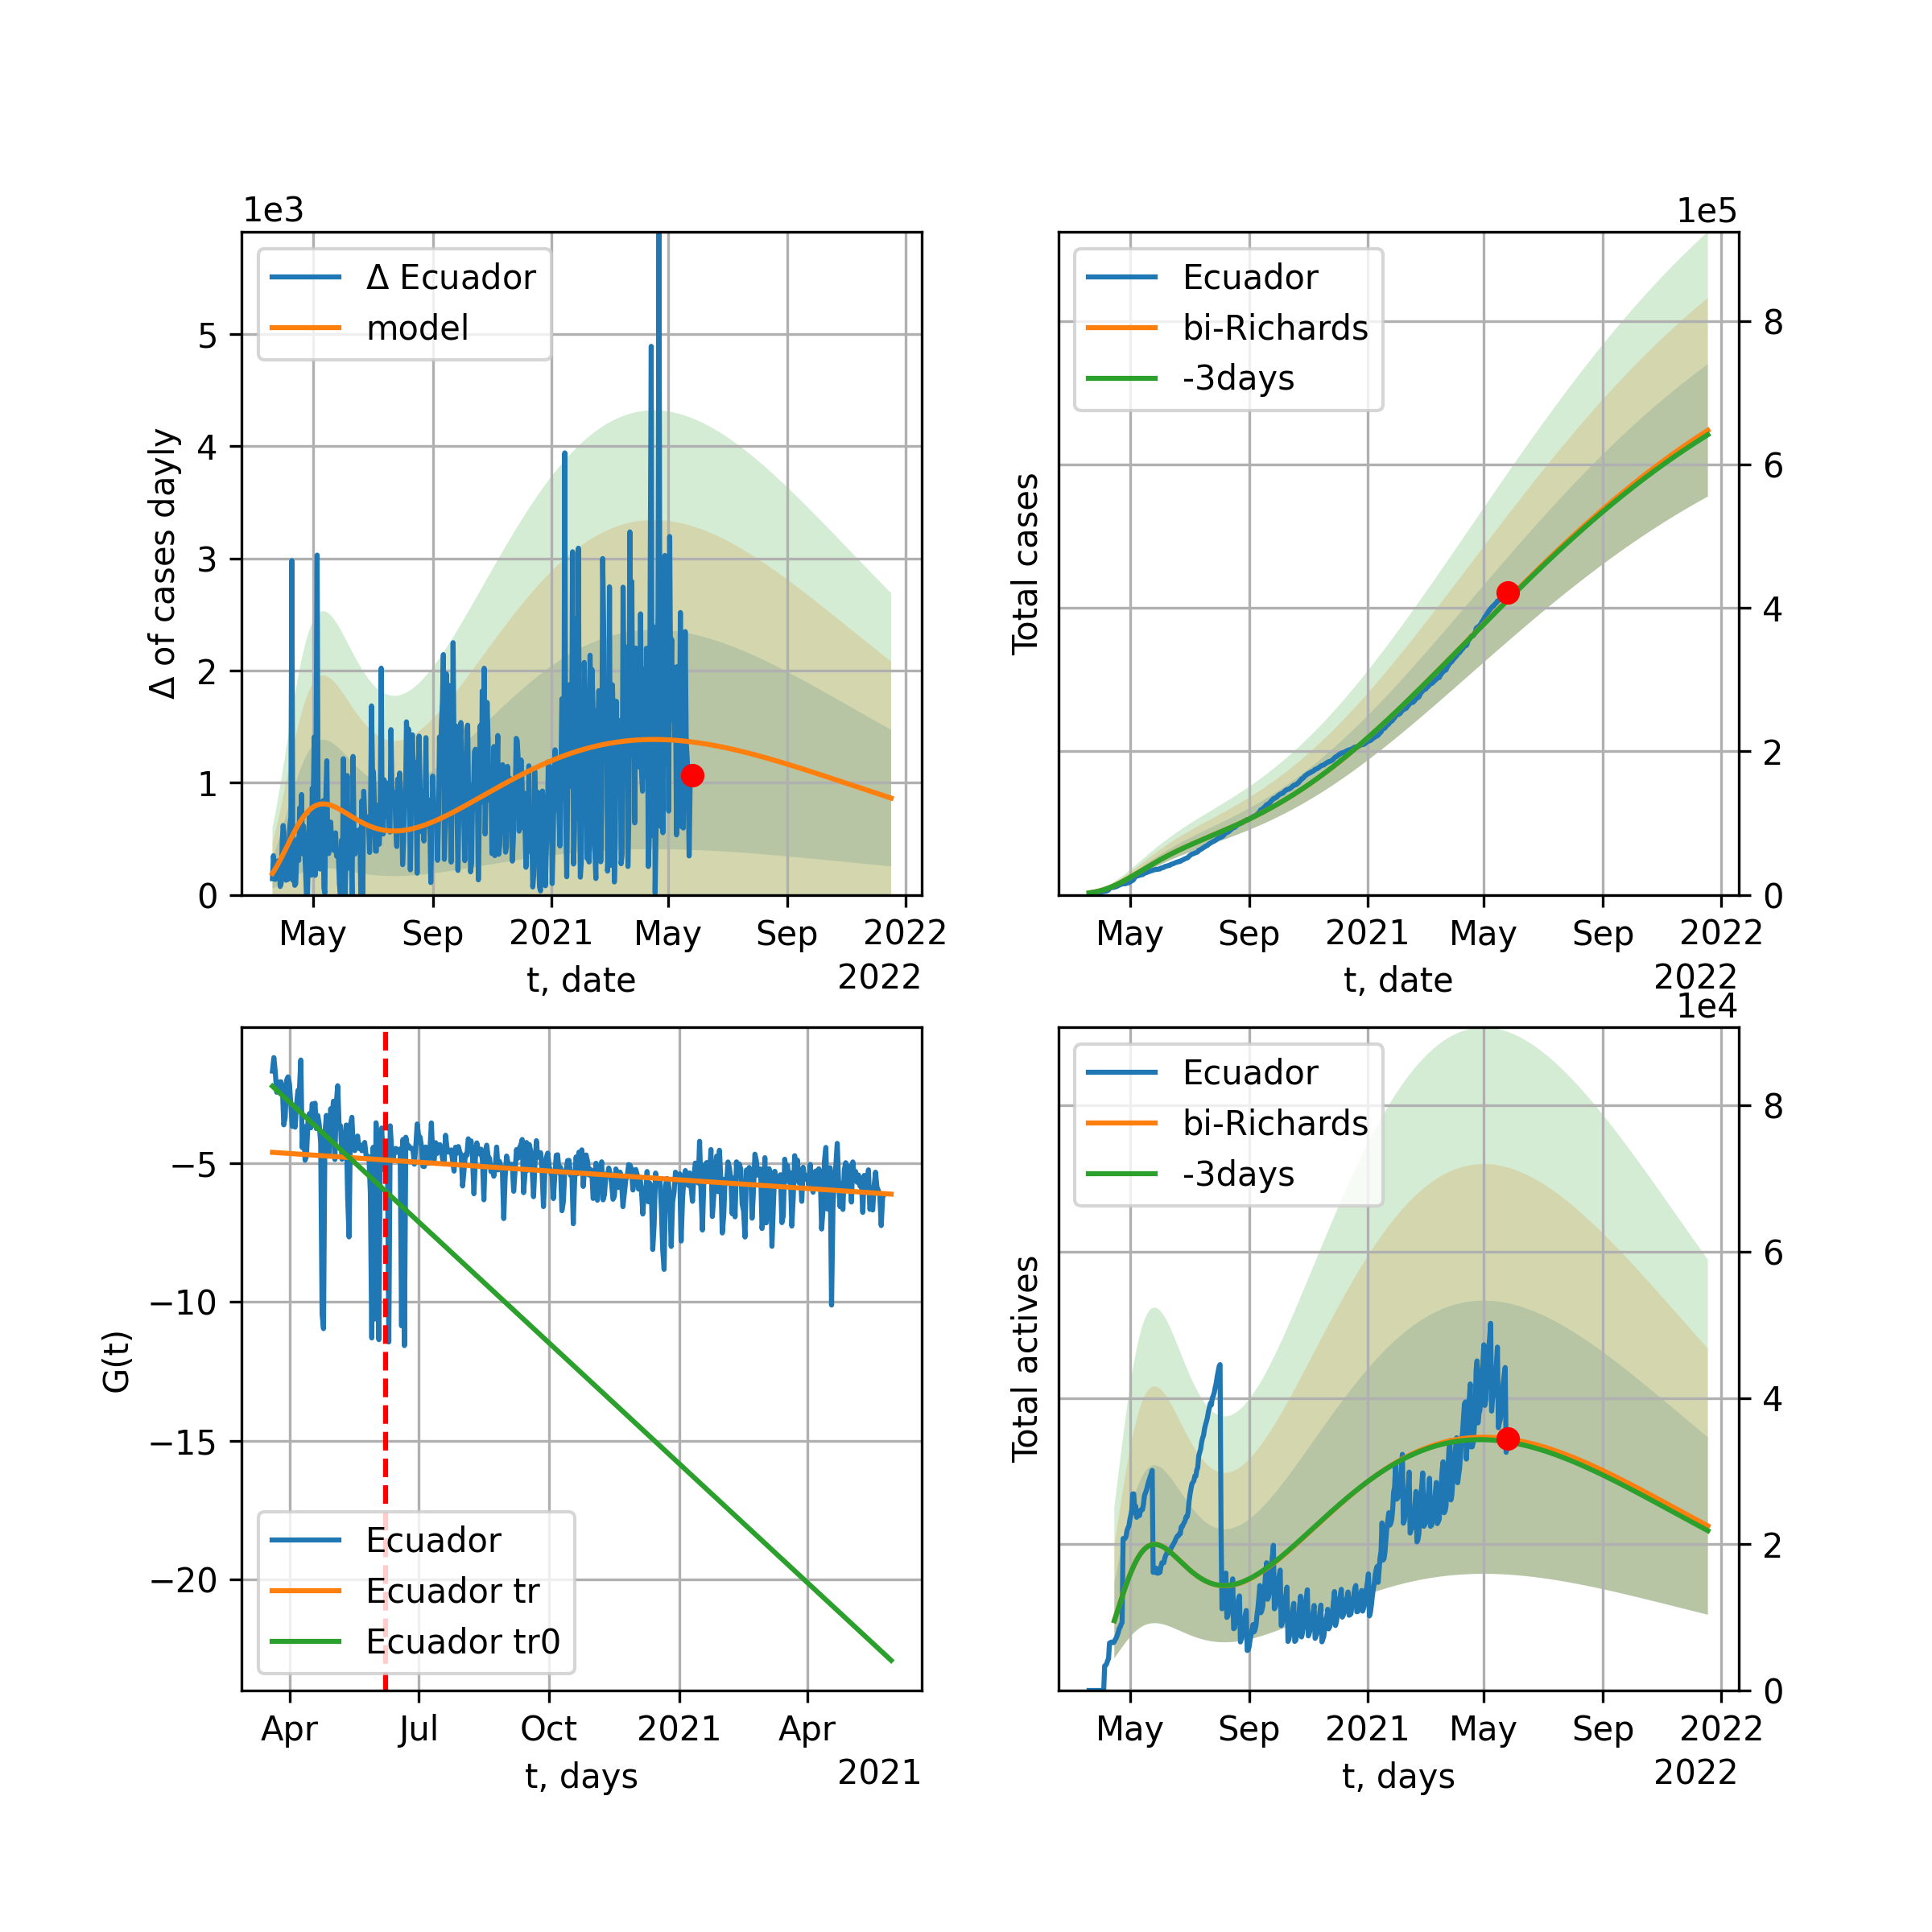 1e3
Δ Ecuador
model
5
4
3
2
1
0
Δ of cases dayly
May Sep 2021 May Sep 2022
t, date
2022
1e5
Ecuador
bi-Richards
-3days
8
6
4
2
0
Total cases
May Sep 2021 May Sep 2022
t, date
2022
−5
−10
−15
−20
G(t)
Ecuador
Ecuador tr
Ecuador tr0
Apr Jul Oct 2021 Apr
t, days
2021
1e4
Ecuador
bi-Richards
-3days
8
6
4
2
0
Total actives
May Sep 2021 May Sep 2022
t, days
2022